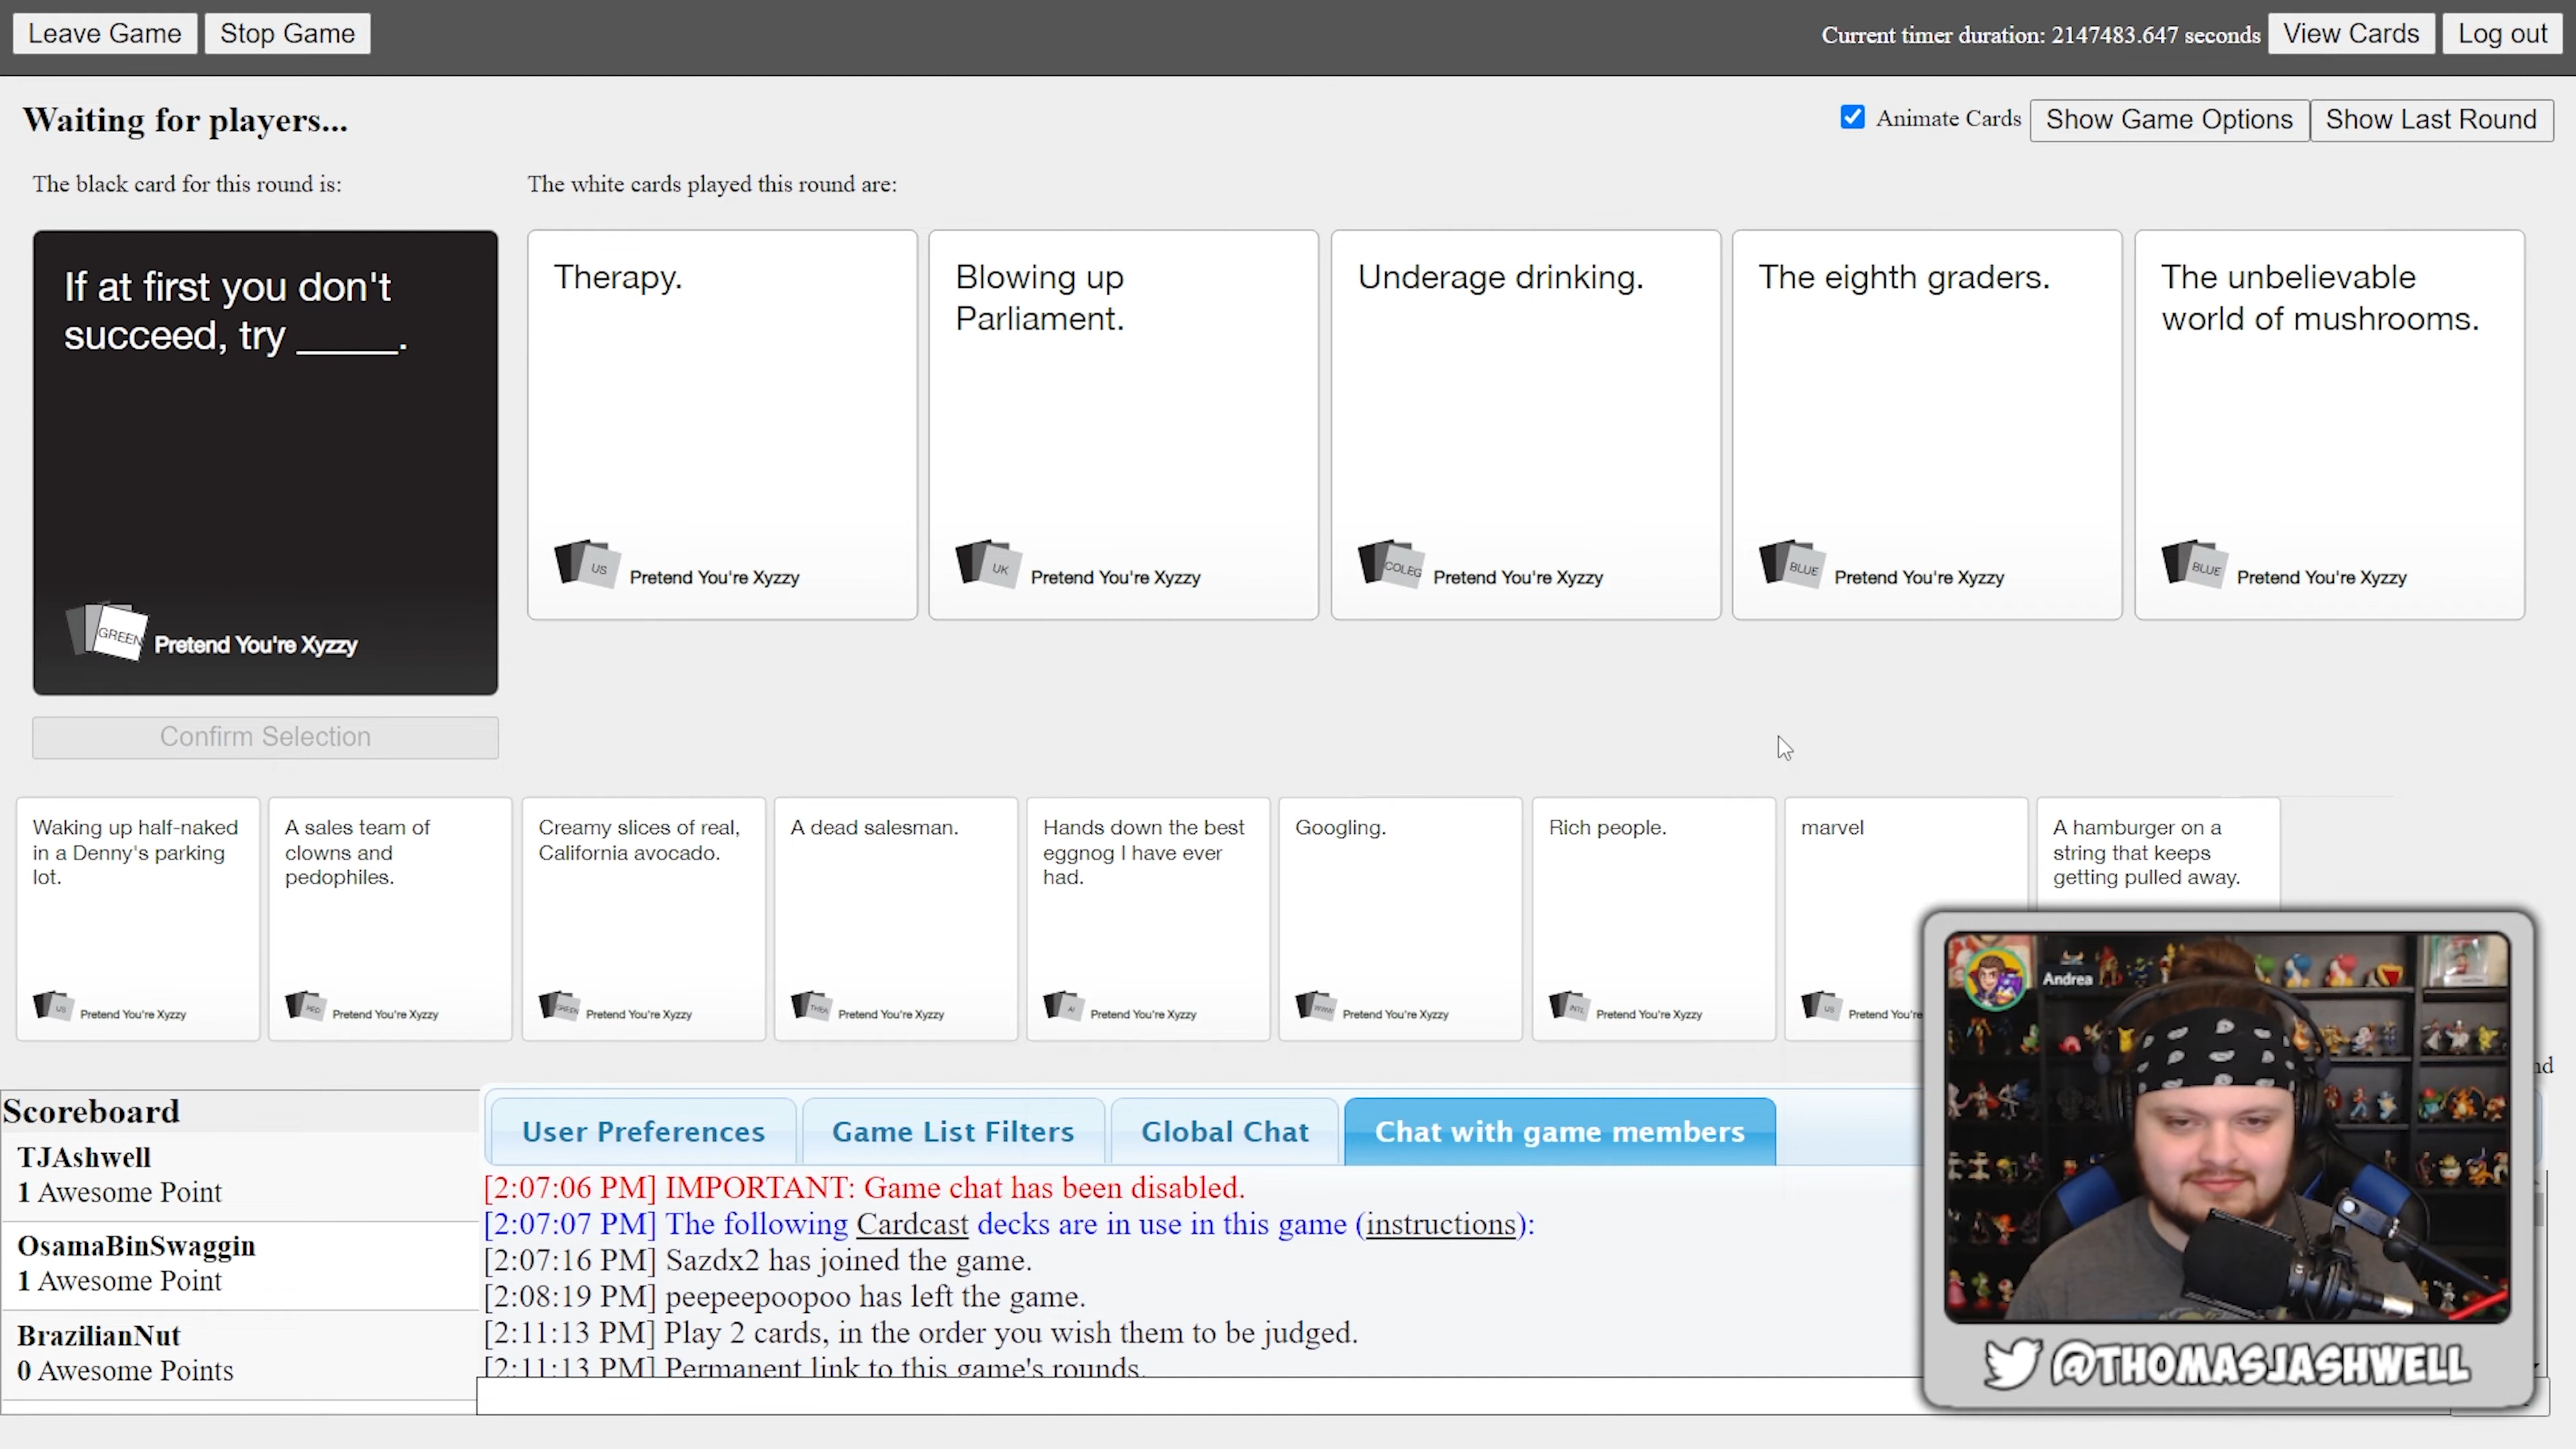 Leave Game
Stop Game
Current timer duration: 2147483.647 seconds
View Cards
Log out
Waiting for players...
Animate Cards
Show Game Options
Show Last Round
The black card for this round is:
The white cards played this round are:
If at first you don't
succeed, try _____.
GREEN
Pretend You're Xyzzy
Therapy.
US
Pretend You're Xyzzy
Blowing up
Parliament.
UK
Pretend You're Xyzzy
Underage drinking.
COLEG
Pretend You're Xyzzy
The eighth graders.
BLUE
Pretend You're Xyzzy
The unbelievable
world of mushrooms.
BLUE
Pretend You're Xyzzy
Confirm Selection
Waking up half-naked
in a Denny's parking
lot.
US
Pretend You're Xyzzy
A sales team of
clowns and
pedophiles.
RED
Pretend You're Xyzzy
Creamy slices of real,
California avocado.
GREEN
Pretend You're Xyzzy
A dead salesman.
THEA
Pretend You're Xyzzy
Hands down the best
eggnog I have ever
had.
AI
Pretend You're Xyzzy
Googling.
WWW
Pretend You're Xyzzy
Rich people.
INTL
Pretend You're Xyzzy
marvel
US
Pretend You're
A hamburger on a
string that keeps
getting pulled away.
Andrea
Scoreboard
TJAshwell
1 Awesome Point
OsamaBinSwaggin
1 Awesome Point
BrazilianNut
0 Awesome Points
User Preferences
Game List Filters
Global Chat
Chat with game members
[2:07:06 PM] IMPORTANT: Game chat has been disabled.
[2:07:07 PM] The following Cardcast decks are in use in this game (instructions):
[2:07:16 PM] Sazdx2 has joined the game.
[2:08:19 PM] peepeepoopoo has left the game.
[2:11:13 PM] Play 2 cards, in the order you wish them to be judged.
[2:11:13 PM] Permanent link to this game's rounds.
@THOMASJASHWELL